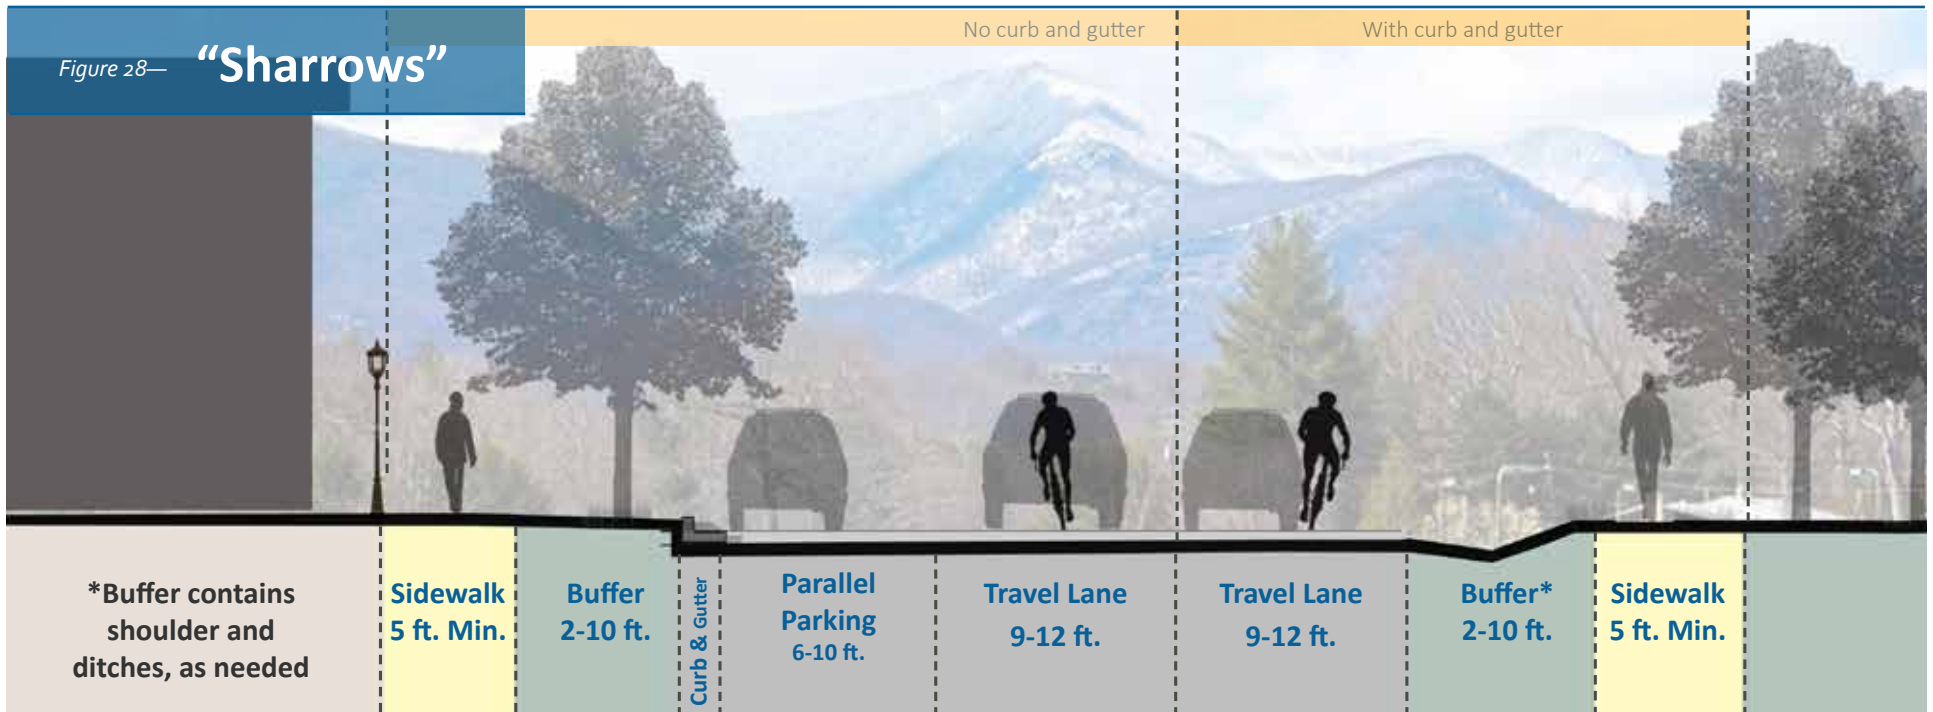 No curb and gutter
With curb and gutter
Figure 28— “Sharrows”
*Buffer contains
shoulder and
ditches, as needed
Sidewalk
5 ft. Min.
Buffer
2-10 ft.
Curb & Gutter
Parallel
Parking
6-10 ft.
Travel Lane
9-12 ft.
Travel Lane
9-12 ft.
Buffer*
2-10 ft.
Sidewalk
5 ft. Min.